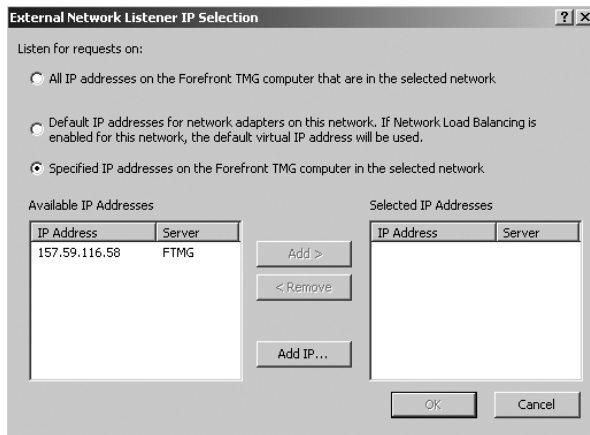 External Network Listener IP Selection
Listen for requests on:
All IP addresses on the Forefront TMG computer that are in the selected network
Default IP addresses for network adapters on this network. If Network Load Balancing is
enabled for this network, the default virtual IP address will be used.
Specified IP addresses on the Forefront TMG computer in the selected network
Available IP Addresses
Selected IP Addresses
IP Address Server
157.59.116.58 FTMG
Add >
< Remove
Add IP...
IP Address Server
OK
Cancel